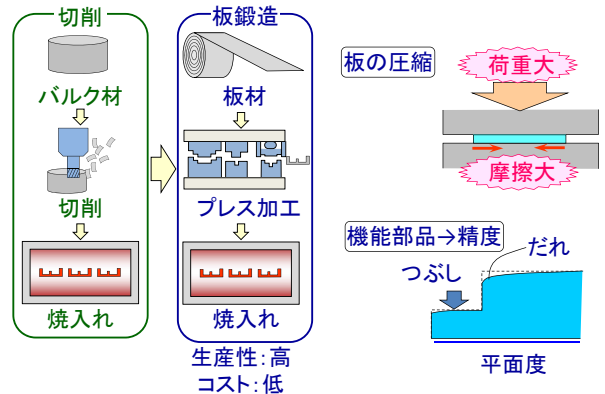 切削
バルク材
切削
焼入れ
板鍛造
板材
プレス加工
焼入れ
生産性：高
コスト：低
板の圧縮
荷重大
摩擦大
機能部品→精度
だれ
つぶし
平面度